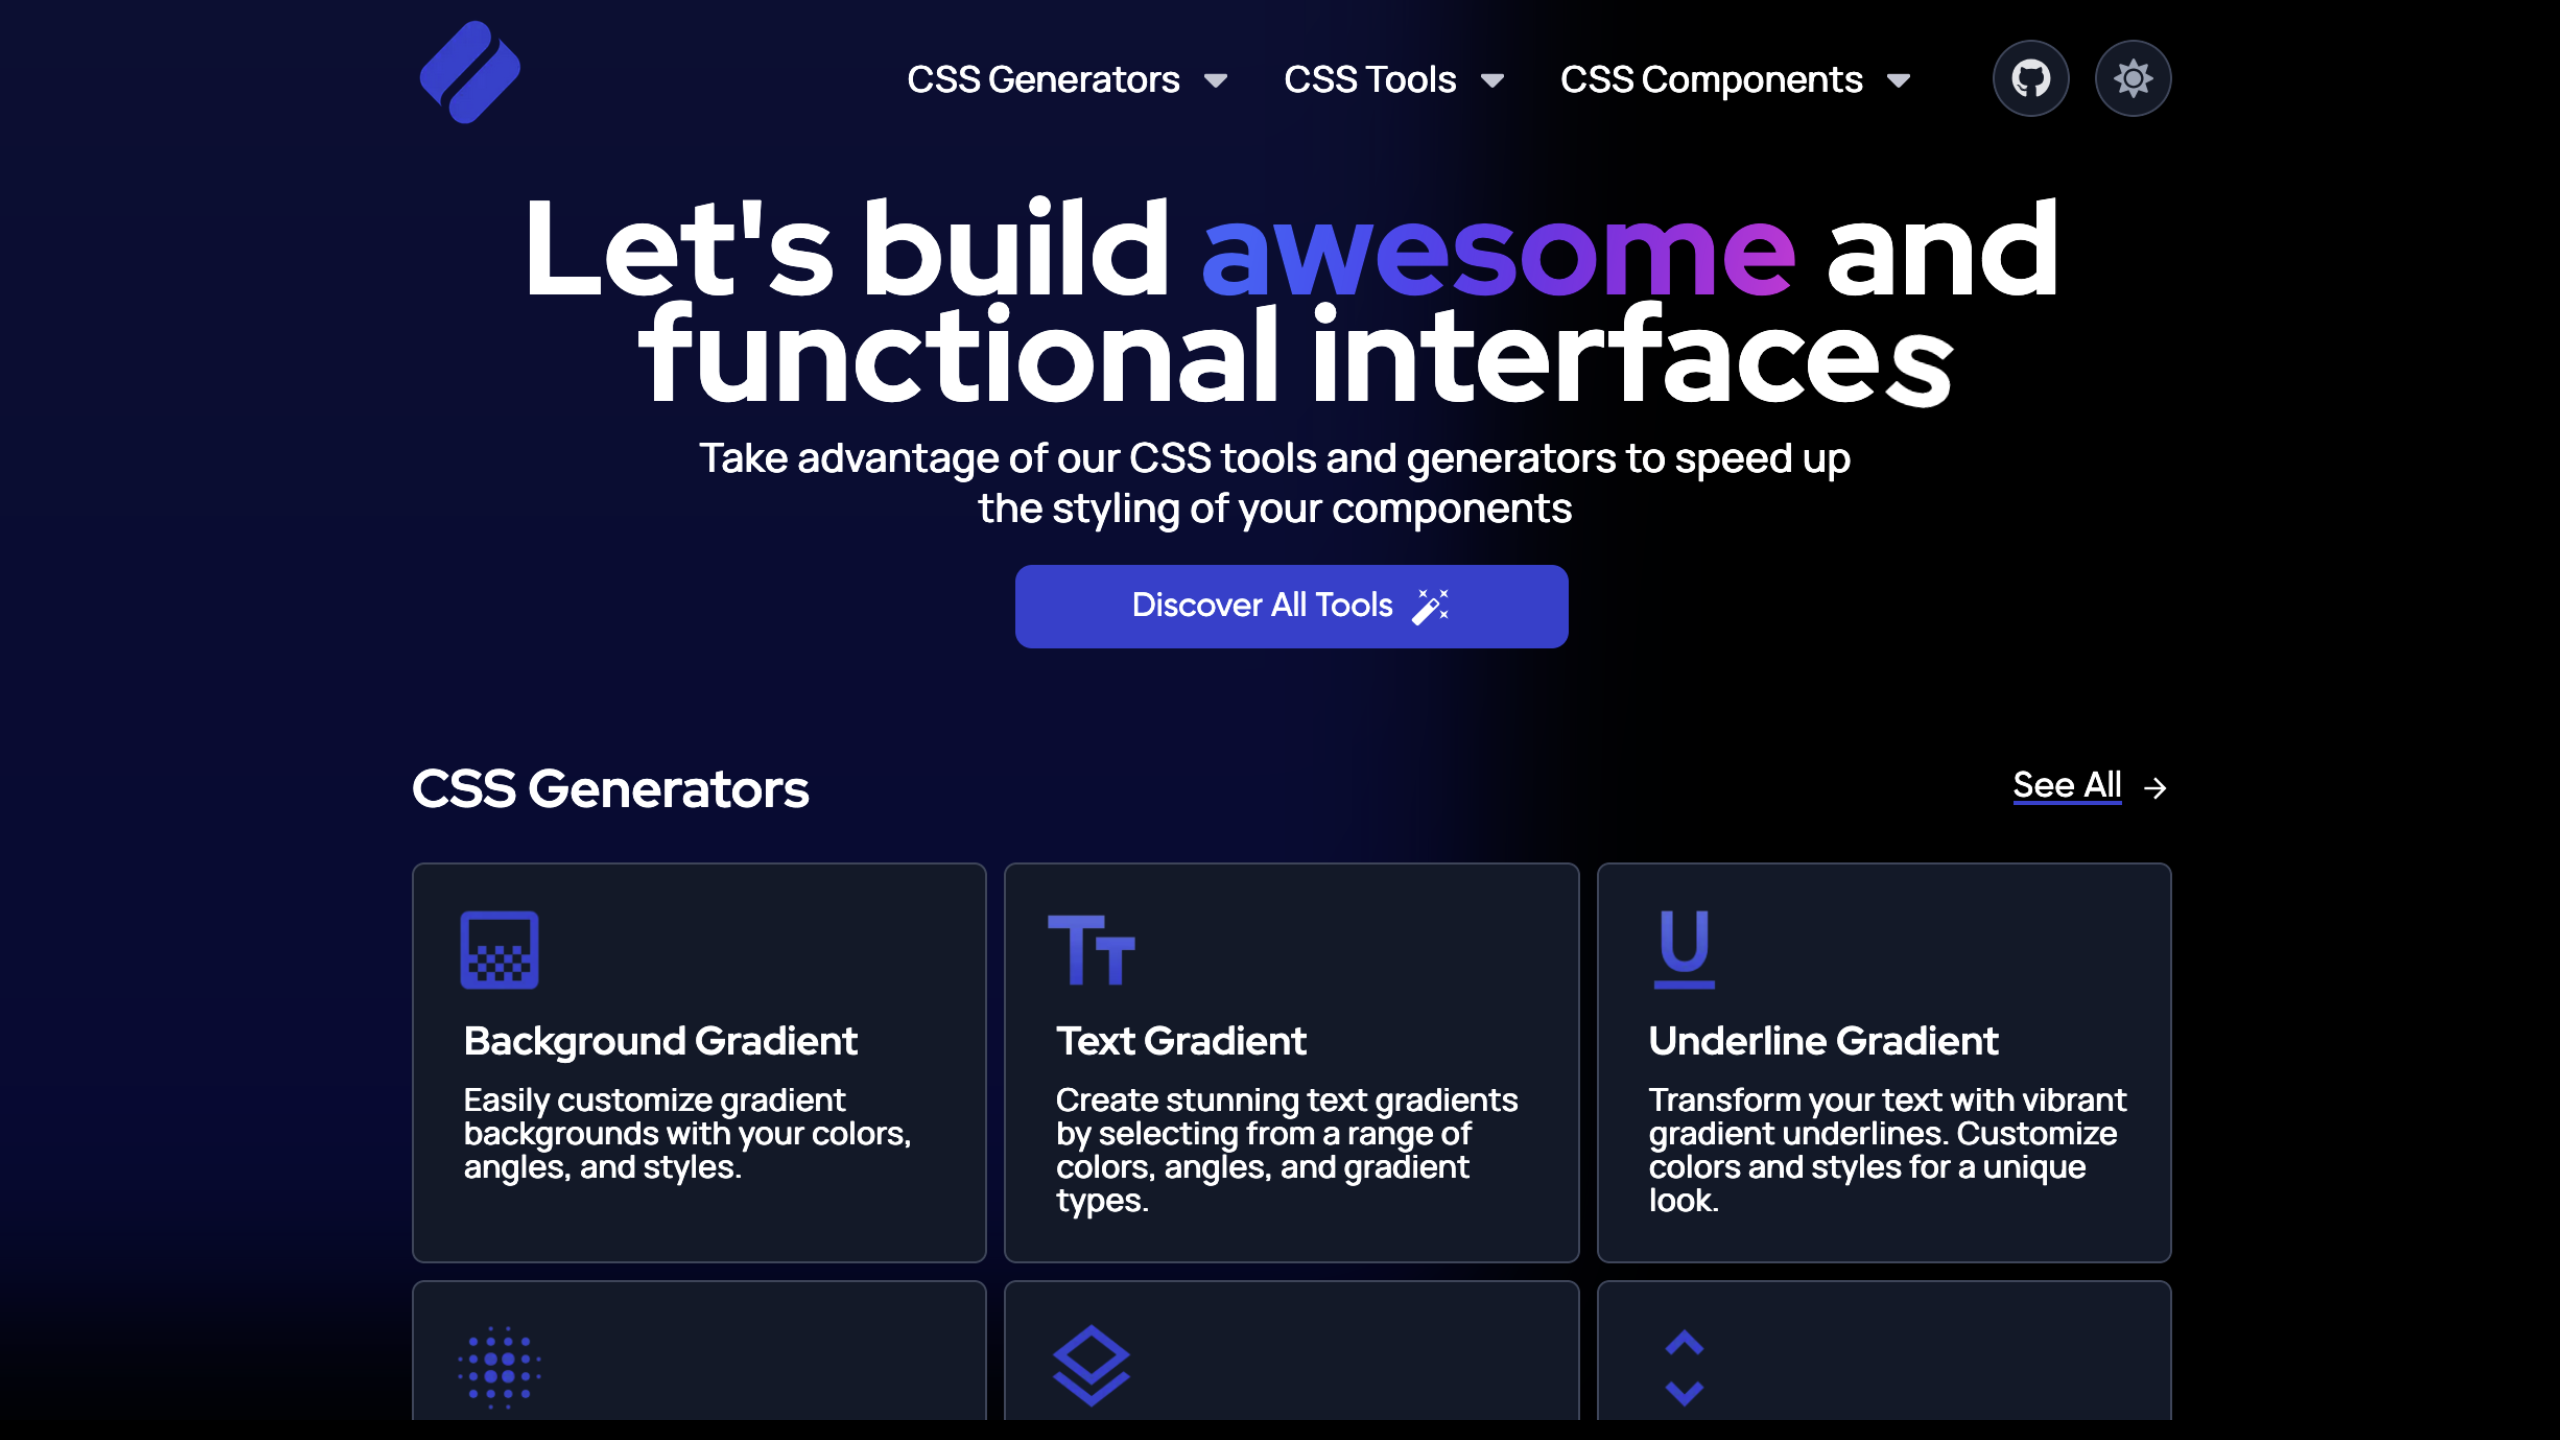 CSS Generators
CSS Tools
CSS Components
Let's build awesome and
functional interfaces
Take advantage of our CSS tools and generators to speed up
the styling of your components
Discover All Tools
CSS Generators
See All
Background Gradient
Easily customize gradient
backgrounds with your colors,
angles, and styles.
Text Gradient
Create stunning text gradients
by selecting from a range of
colors, angles, and gradient
types.
Underline Gradient
Transform your text with vibrant
gradient underlines. Customize
colors and styles for a unique
look.